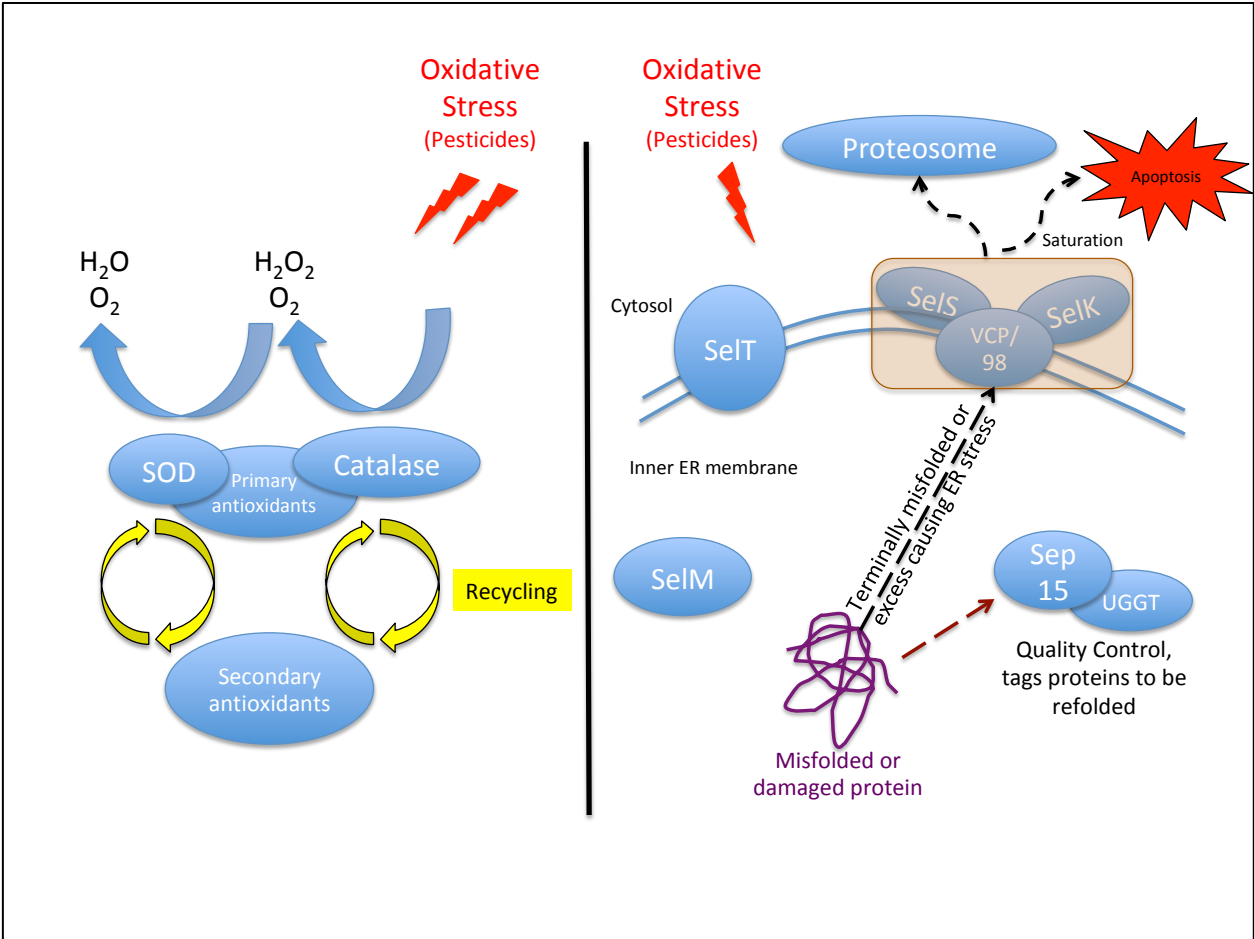 Oxidative
Stress
(Pesticides)
H₂O
O₂
H₂O₂
O₂
SOD
Primary
antioxidants
Catalase
Recycling
Secondary
antioxidants
Oxidative
Stress
(Pesticides)
Proteosome
Apoptosis
Saturation
Cytosol
SelT
SelS
SelK
VCP/
98
Inner ER membrane
Terminally misfolded or
excess causing ER stress
SelM
Sep
15
UGGT
Quality Control,
tags proteins to be
refolded
Misfolded or
damaged protein